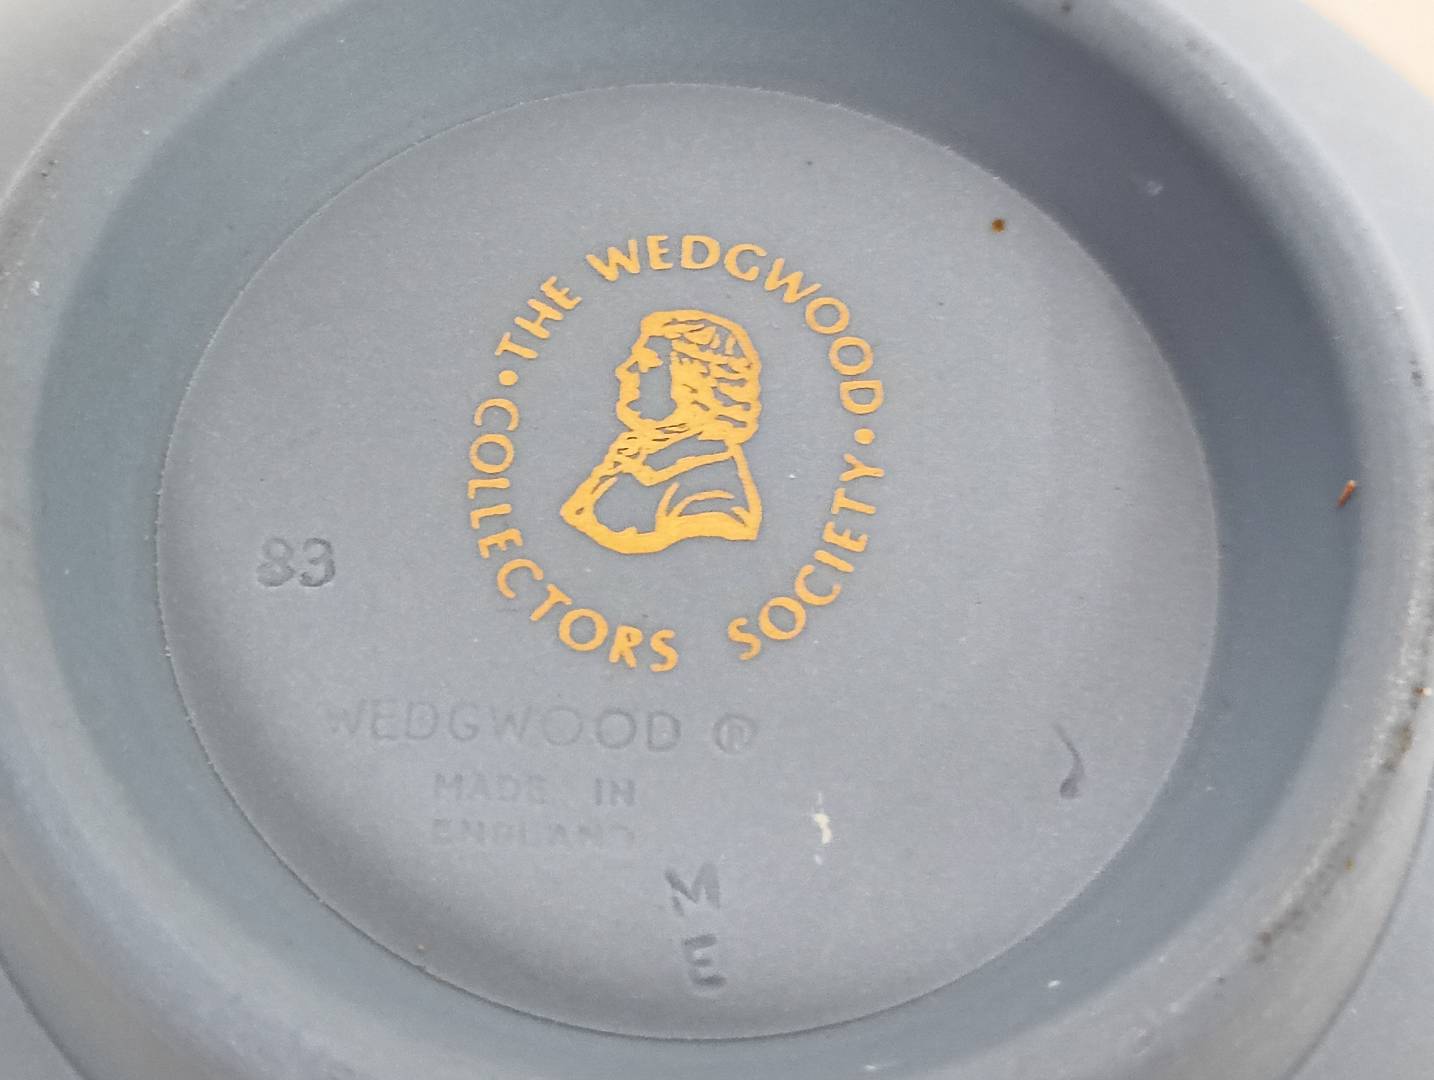 THE WEDGWOOD · SOCIETY
COLLECTORS ·
83
WEDGWOOD ®
MADE IN
ENGLAND
M
E